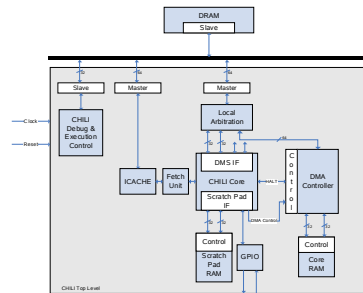 DRAM
Slave
Slave
Master
Master
Clock
Reset
CHILI
Debug &
Execution
Control
Local
Arbitration
ICACHE
Fetch
Unit
DMS IF
CHILI Core
Scratch Pad
IF
HALT
Control
DMA
Controller
DMA Control
Control
Scratch
Pad
RAM
GPIO
Control
Core
RAM
CHILI Top Level